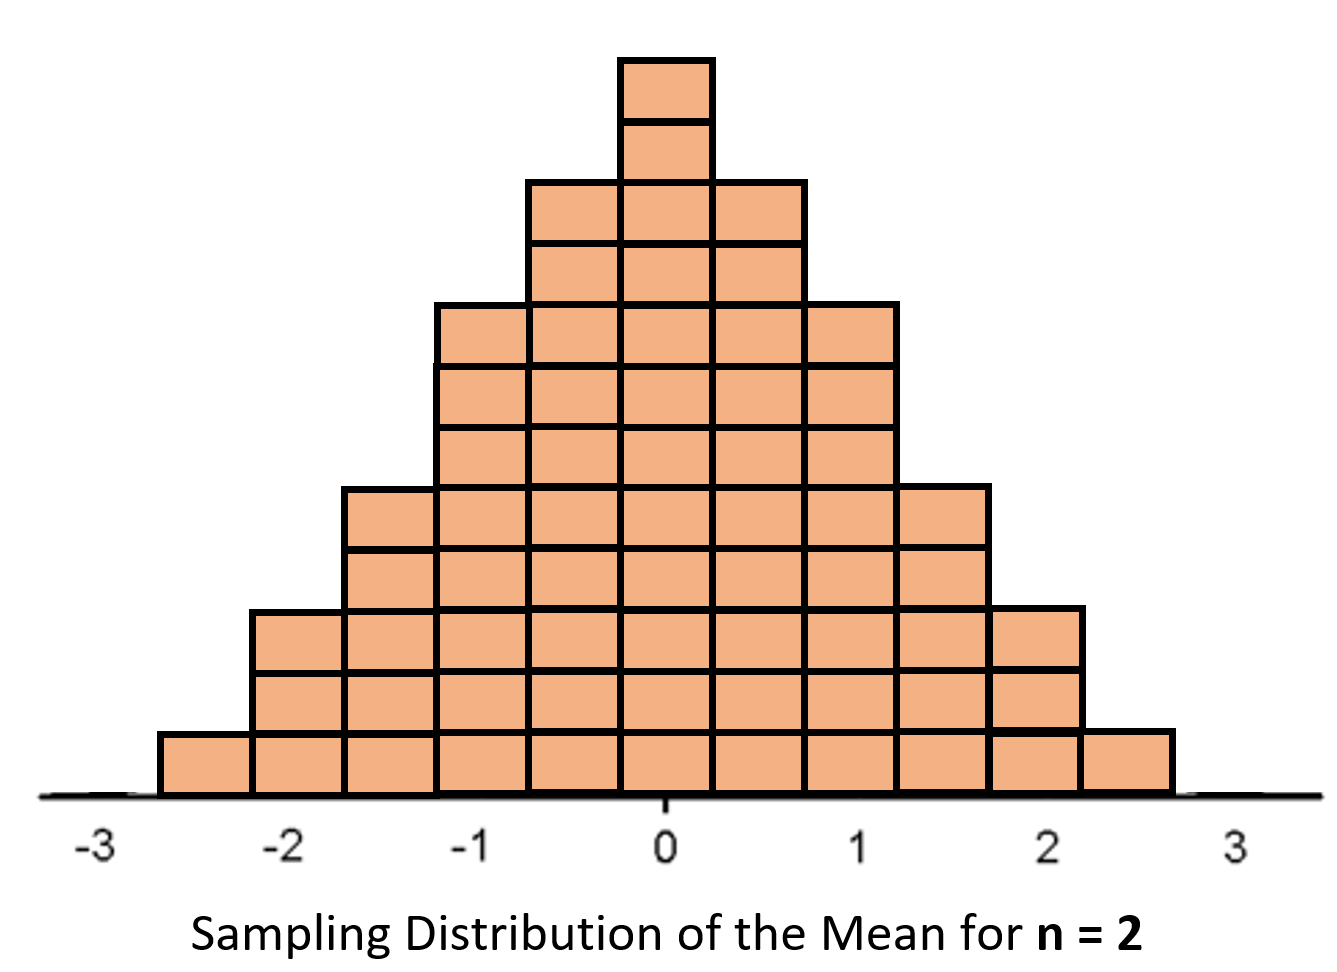 -3 -2 -1 0 1 2 3
Sampling Distribution of the Mean for n = 2